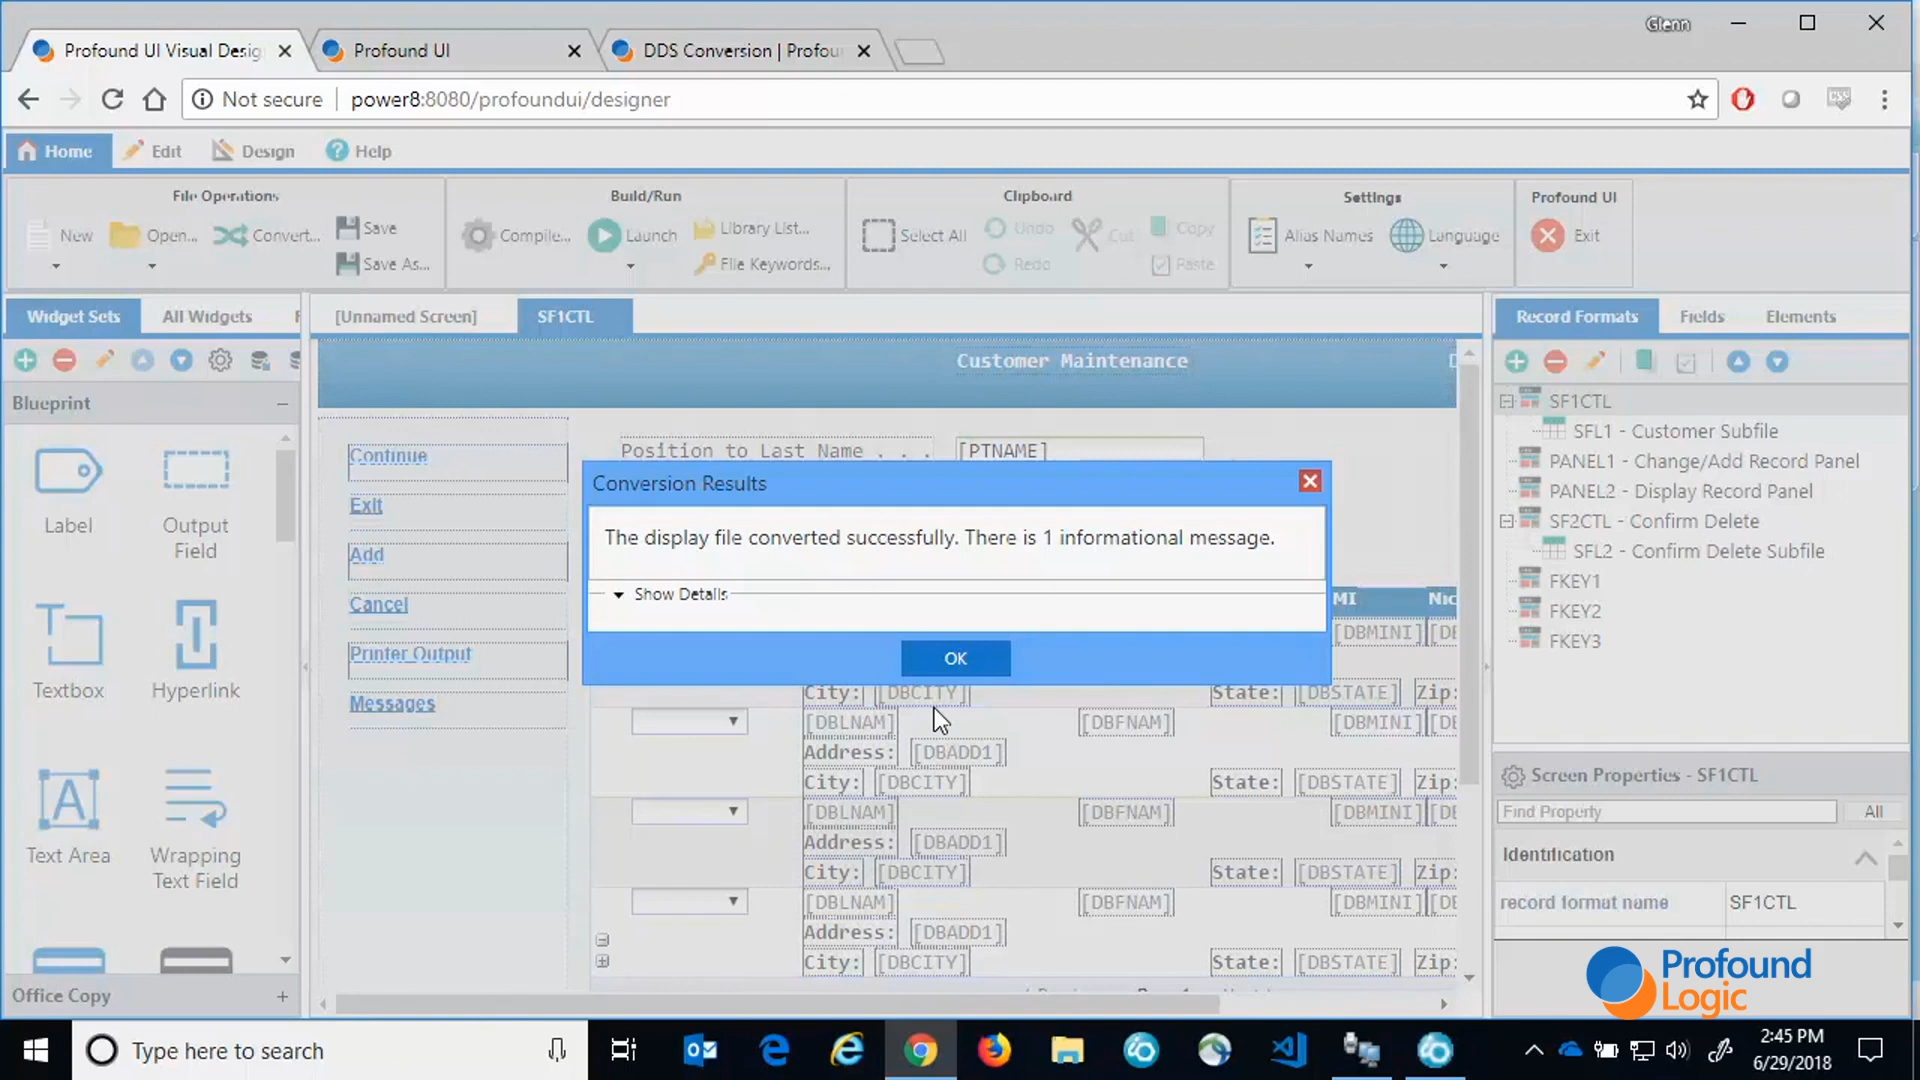 Glenn
Profound UI Visual Desig
Profound UI
DDS Conversion | Profou
Not secure
power8:8080/profoundui/designer
CSS
Home
Edit
Design
Help
File Operations
Build/Run
Clipboard
Settings
Profound UI
New
Open...
Convert...
Save
Save As...
Compile...
Launch
Library List...
File Keywords...
Select All
Undo
Redo
Cut
Copy
Paste
Alias Names
Language
Exit
Widget Sets
All Widgets
[Unnamed Screen]
SF1CTL
Record Formats
Fields
Elements
Blueprint
Label
Output
Field
Textbox
Hyperlink
Text Area
Wrapping
Text Field
Office Copy
Customer Maintenance
Continue
Exit
Add
Cancel
Printer Output
Messages
Position to Last Name . . .
[PTNAME]
Conversion Results
The display file converted successfully. There is 1 informational message.
Show Details
OK
MI
Nic
[DBMINI]
[DB
City:
[DBCITY]
State:
[DBSTATE]
Zip:
[DBLNAM]
[DBFNAM]
[DBMINI]
[DB
Address:
[DBADD1]
City:
[DBCITY]
State:
[DBSTATE]
Zip:
[DBLNAM]
[DBFNAM]
[DBMINI]
[DB
Address:
[DBADD1]
City:
[DBCITY]
State:
[DBSTATE]
Zip:
[DBLNAM]
[DBFNAM]
[DBMINI]
[DB
Address:
[DBADD1]
City:
[DBCITY]
State:
[DBSTATE]
Zip:
SF1CTL
SFL1 - Customer Subfile
PANEL1 - Change/Add Record Panel
PANEL2 - Display Record Panel
SF2CTL - Confirm Delete
SFL2 - Confirm Delete Subfile
FKEY1
FKEY2
FKEY3
Screen Properties - SF1CTL
Find Property
All
Identification
record format name
SF1CTL
Profound
Logic
Type here to search
2:45 PM
6/29/2018